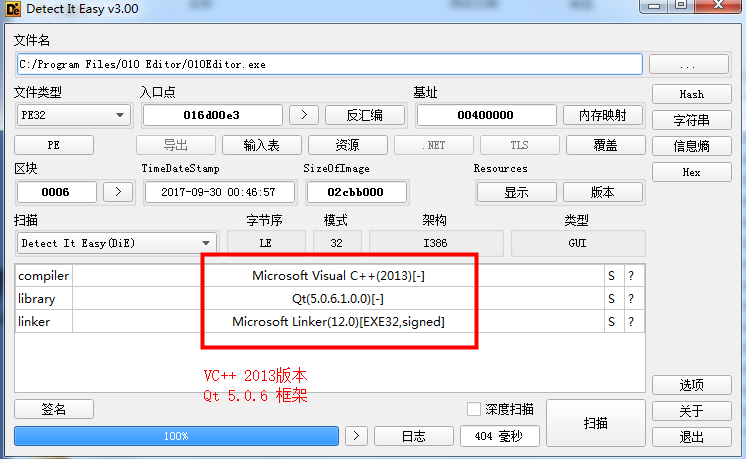 Detect It Easy v3.00
文件名
C:/Program Files/010 Editor/010Editor.exe
...
文件类型 入口点 基址
PE32 016d00e3 > 反汇编 00400000 内存映射
Hash
字符串
信息熵
Hex
PE 导出 输入表 资源 .NET TLS 覆盖
区块 TimeDateStamp SizeOfImage Resources
0006 > 2017-09-30 00:46:57 02cbb000 显示 版本
扫描 字节序 模式 架构 类型
Detect It Easy(DiE) LE 32 I386 GUI
compiler Microsoft Visual C++(2013)[-] S ?
library Qt(5.0.6.1.0.0)[-] S ?
linker Microsoft Linker(12.0)[EXE32,signed] S ?
VC++ 2013版本
Qt 5.0.6 框架
签名 深度扫描 扫描
100% > 日志 404 毫秒
选项
关于
退出